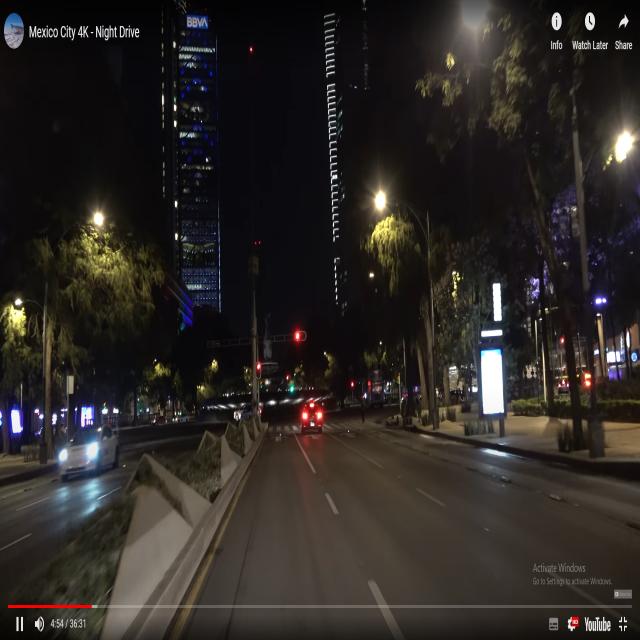 Mexico City 4K - Night Drive
Info
Watch Later
Share
BBVA
Activate Windows
Go to Settings to activate Windows.
4:54 / 36:31
YouTube